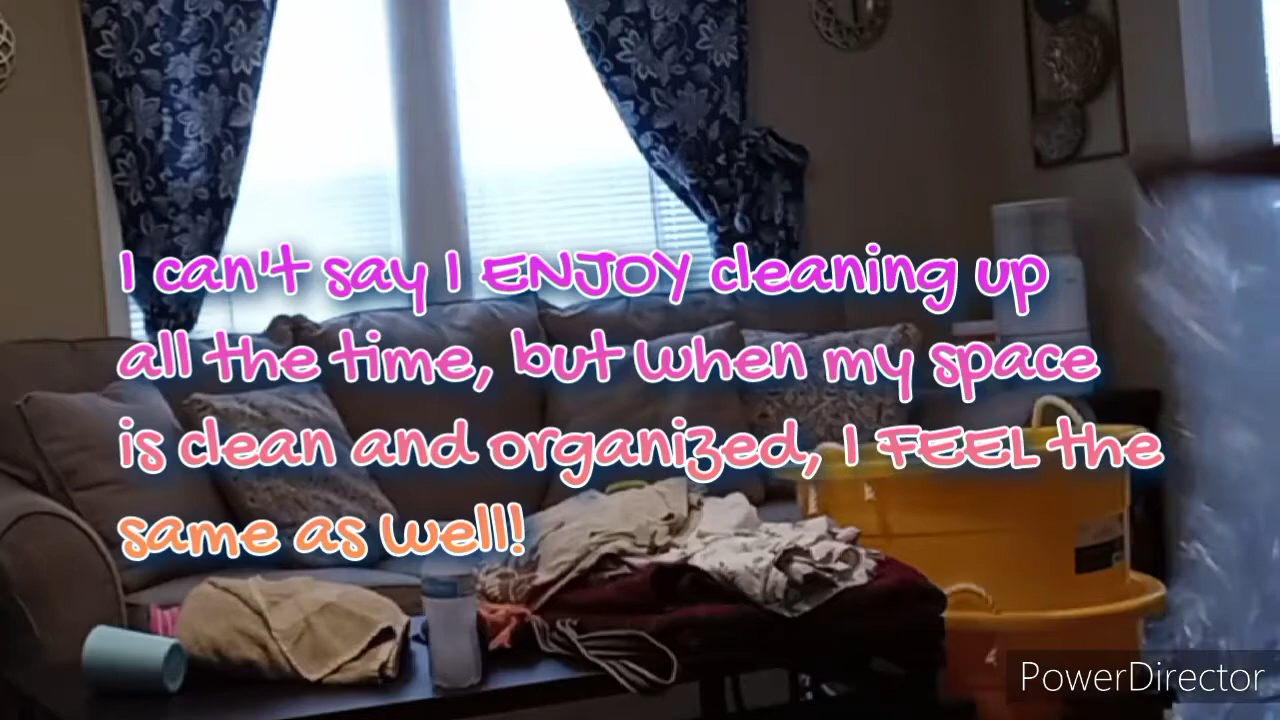 I can't say I ENJOY cleaning up
all the time, but when my space
is clean and organized, I FEEL the
same as well!
PowerDirector